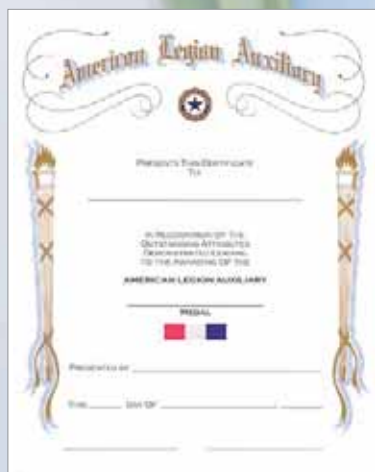 American Legion Auxiliary
PRESENTS THIS CERTIFICATE
TO
IN RECOGNITION OF THE
OUTSTANDING ATTRIBUTES
DEMONSTRATED LEADING
TO THE AWARDING OF THE
AMERICAN LEGION AUXILIARY
MEDAL
PRESENTED BY
THIS DAY OF